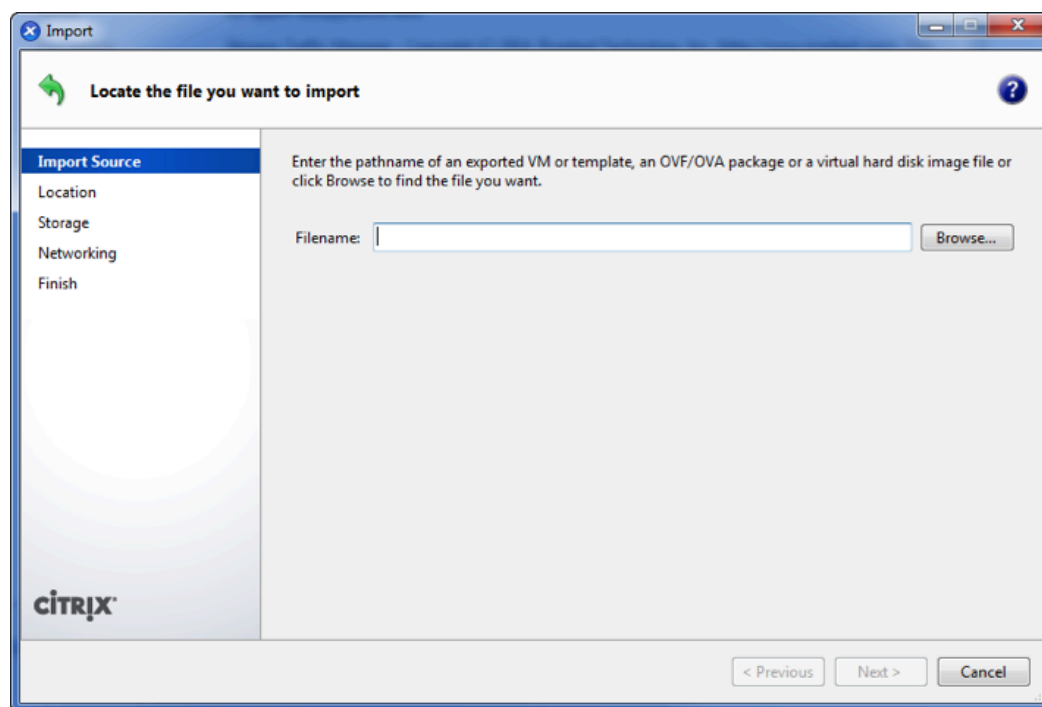 Import
Locate the file you want to import
?
Import Source
Location
Storage
Networking
Finish
Enter the pathname of an exported VM or template, an OVF/OVA package or a virtual hard disk image file or
click Browse to find the file you want.
Filename:
Browse...
CITRIX
< Previous
Next >
Cancel